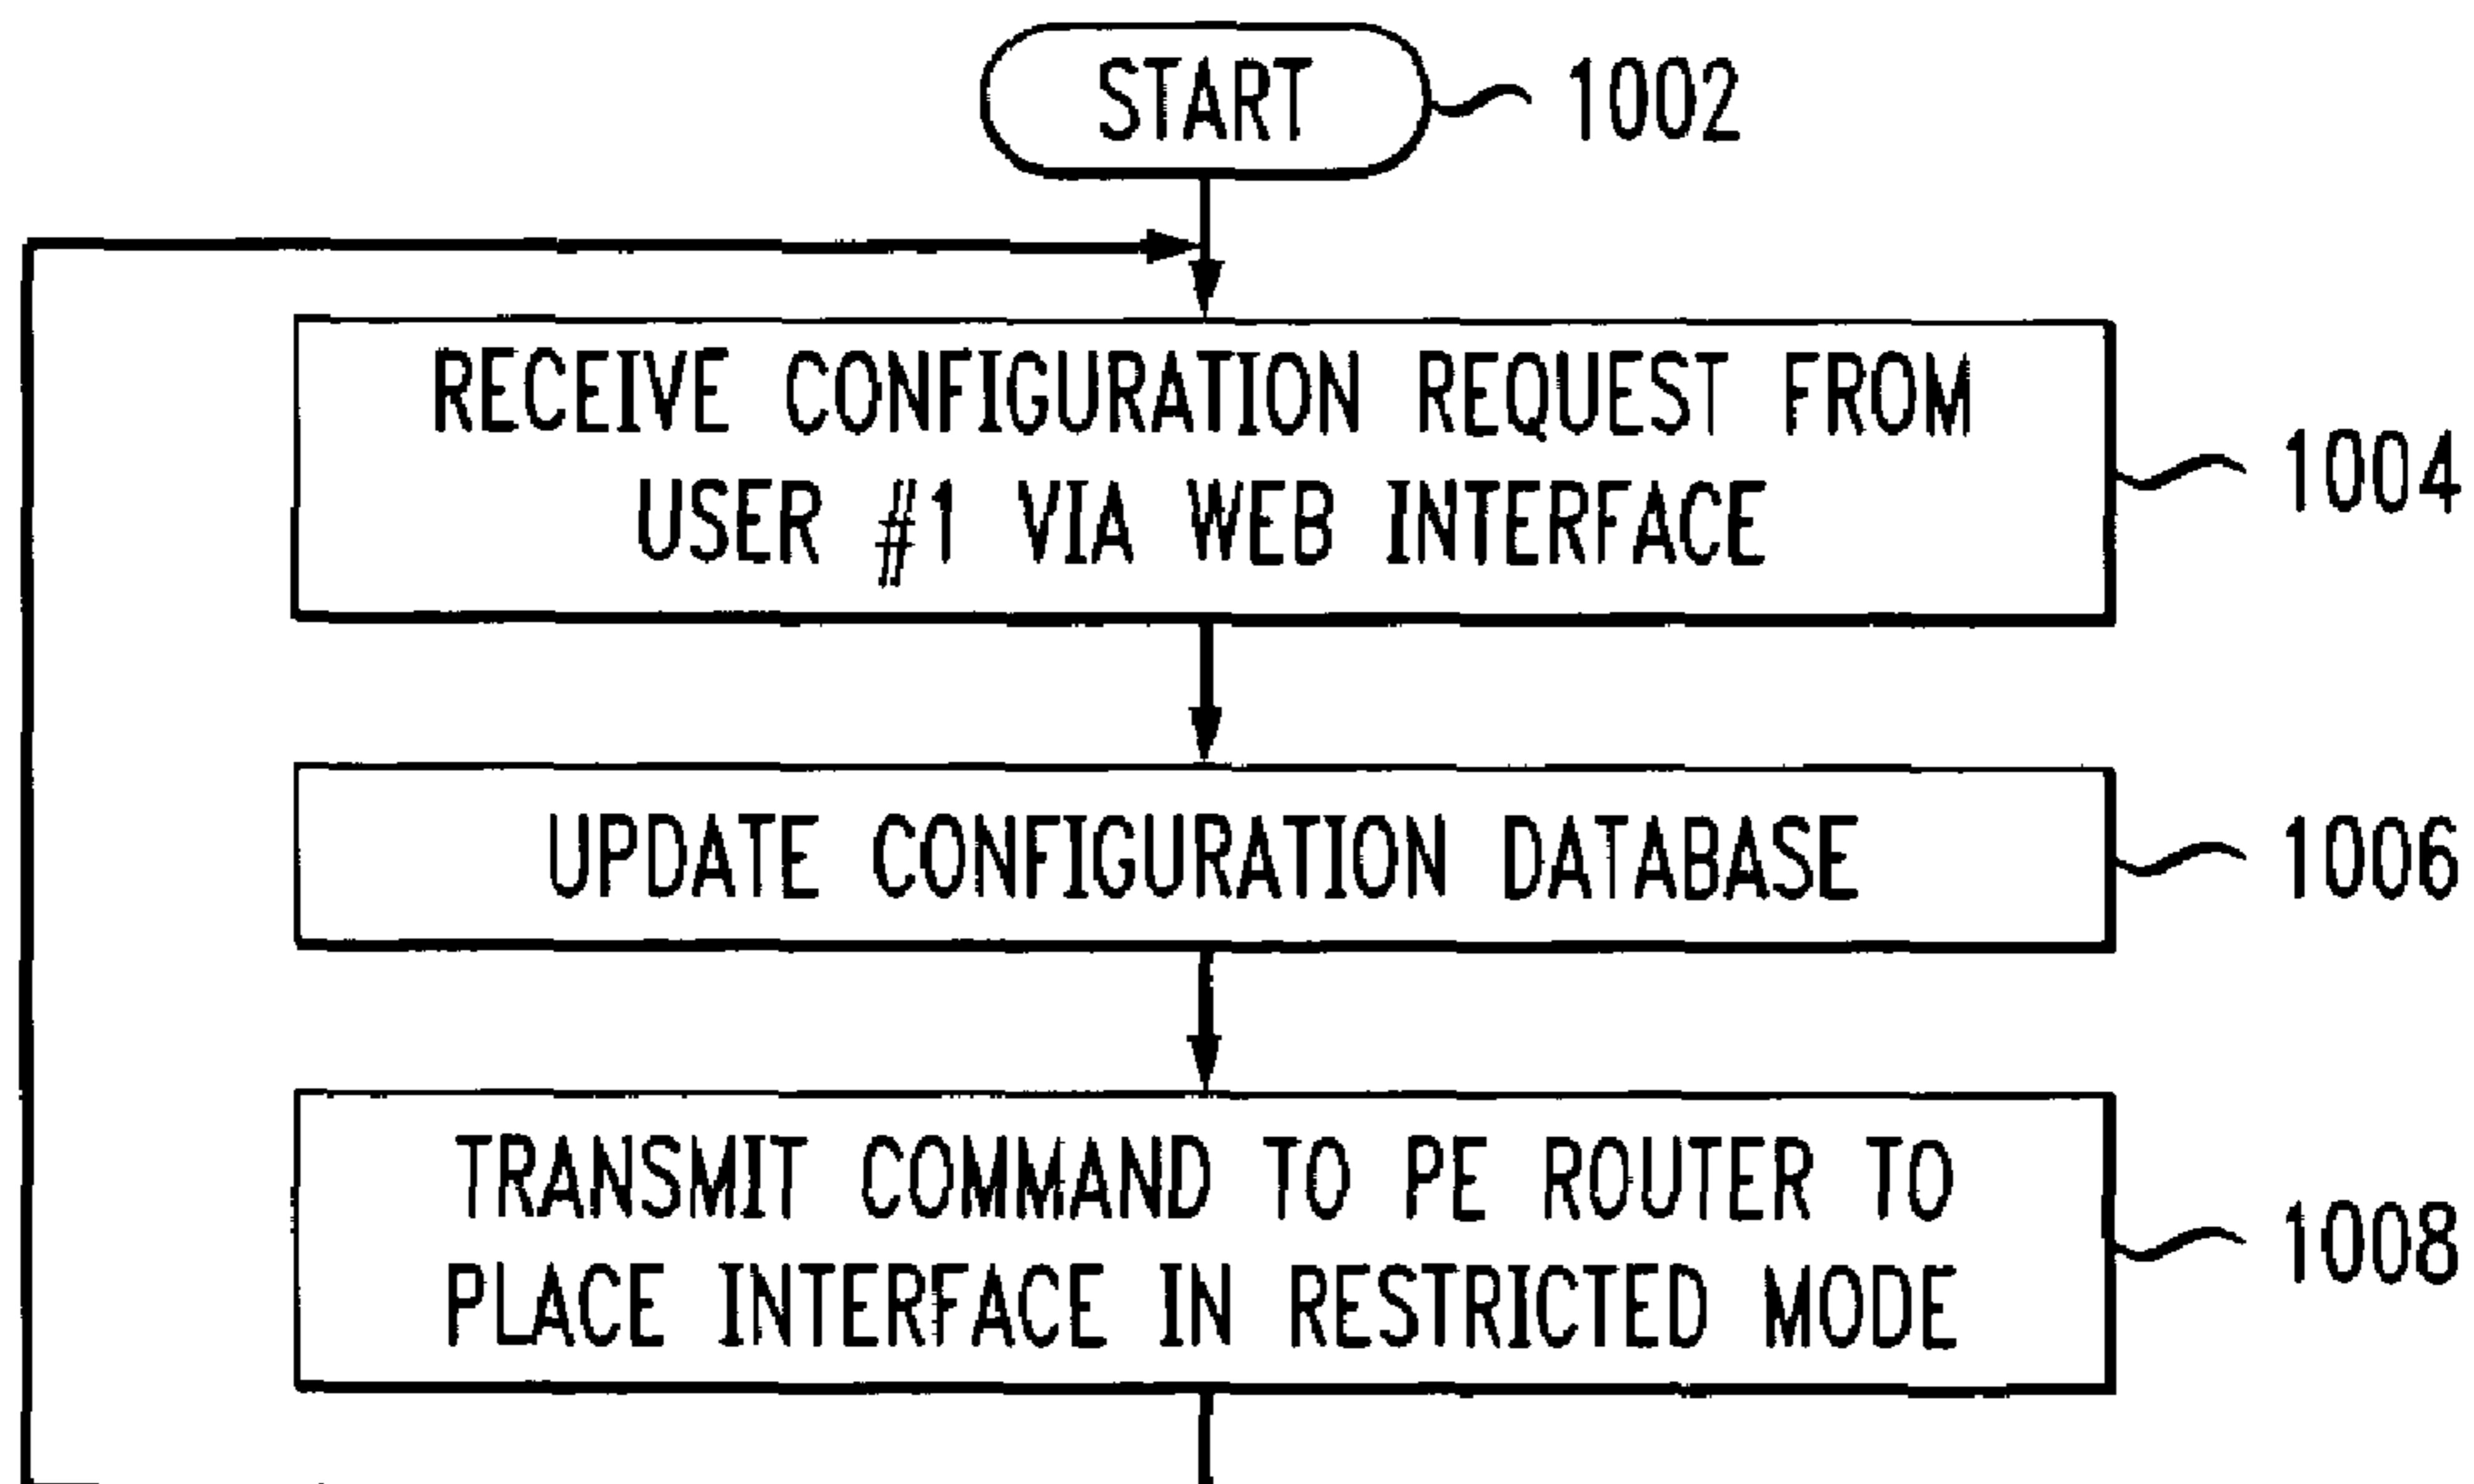 START
1002
RECEIVE CONFIGURATION REQUEST FROM
USER #1 VIA WEB INTERFACE
1004
UPDATE CONFIGURATION DATABASE
1006
TRANSMIT COMMAND TO PE ROUTER TO
PLACE INTERFACE IN RESTRICTED MODE
1008